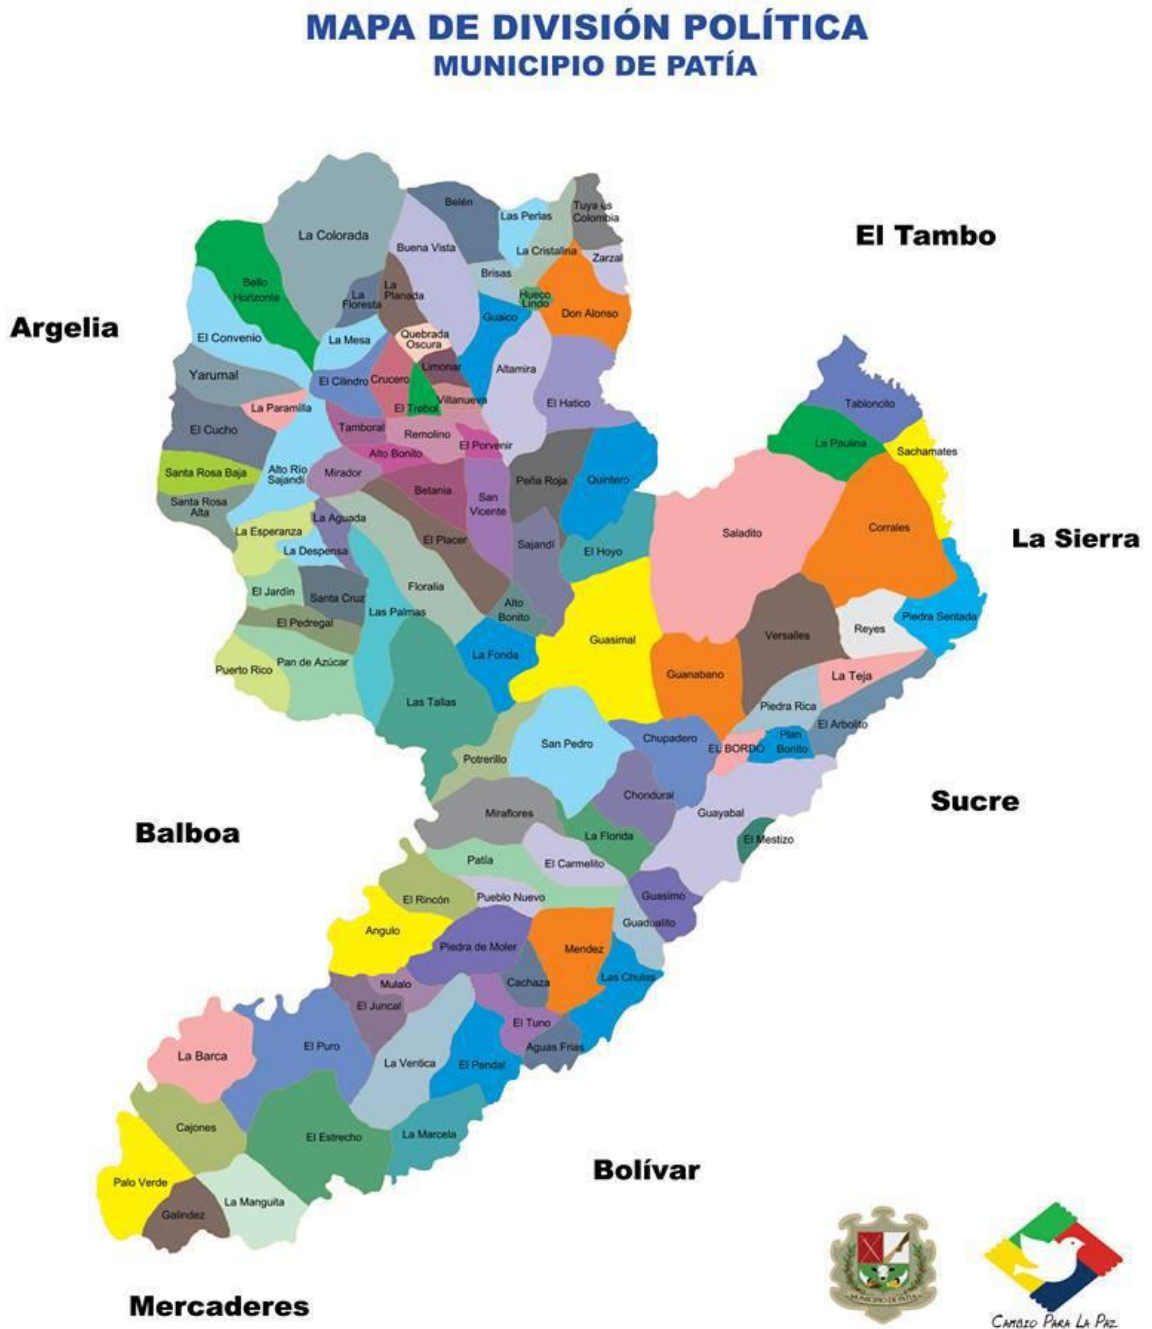 MAPA DE DIVISIÓN POLÍTICA
MUNICIPIO DE PATÍA
El Tambo
Argelia
La Sierra
Sucre
Balboa
Bolívar
Mercaderes
La Colorada
Belén
Buena Vista
Las Perlas
Tuya es
Colombia
La Cristalina
Zarzal
Brisas
Bello
Horizonte
La
Floresta
La
Planada
Hueco
Lindo
Don Alonso
Guaico
El Convenio
La Mesa
Quebrada
Oscura
Limonar
Altamira
Yarumal
El Cilindro
Crucero
Villanueva
El Trebol
El Hatico
La Paramilla
El Cucho
Tamboral
Remolino
El Porvenir
Alto Bonito
Santa Rosa Baja
Alto Río
Sajandí
Mirador
Betania
San
Vicente
Peña Roja
Quintero
Santa Rosa
Alta
La Aguada
La Esperanza
La Despensa
El Placer
Sajandí
El Hoyo
El Jardín
Santa Cruz
Floralia
Las Palmas
Alto
Bonito
El Pedregal
Pan de Azúcar
Puerto Rico
La Fonda
Guasimal
Las Tallas
Tabloncito
La Paulina
Sachamates
Saladito
Corrales
Piedra Sentada
Versalles
Reyes
Guanabano
La Teja
Piedra Rica
El Arbolito
Plan
Bonito
EL BORDO
Chupadero
San Pedro
Potrerillo
Chondural
Guayabal
Miraflores
La Florida
El Mestizo
Patía
El Carmelito
El Rincón
Pueblo Nuevo
Guasimo
Guadualito
Angulo
Piedra de Moler
Mendez
Cachaza
Las Chulas
Mulalo
El Juncal
El Tuno
Aguas Frias
La Barca
El Puro
La Ventica
El Pendal
Cajones
El Estrecho
La Marcela
Palo Verde
La Manguita
Galindez
MUNICIPIO DE PATIA
CAMBIO PARA LA PAZ